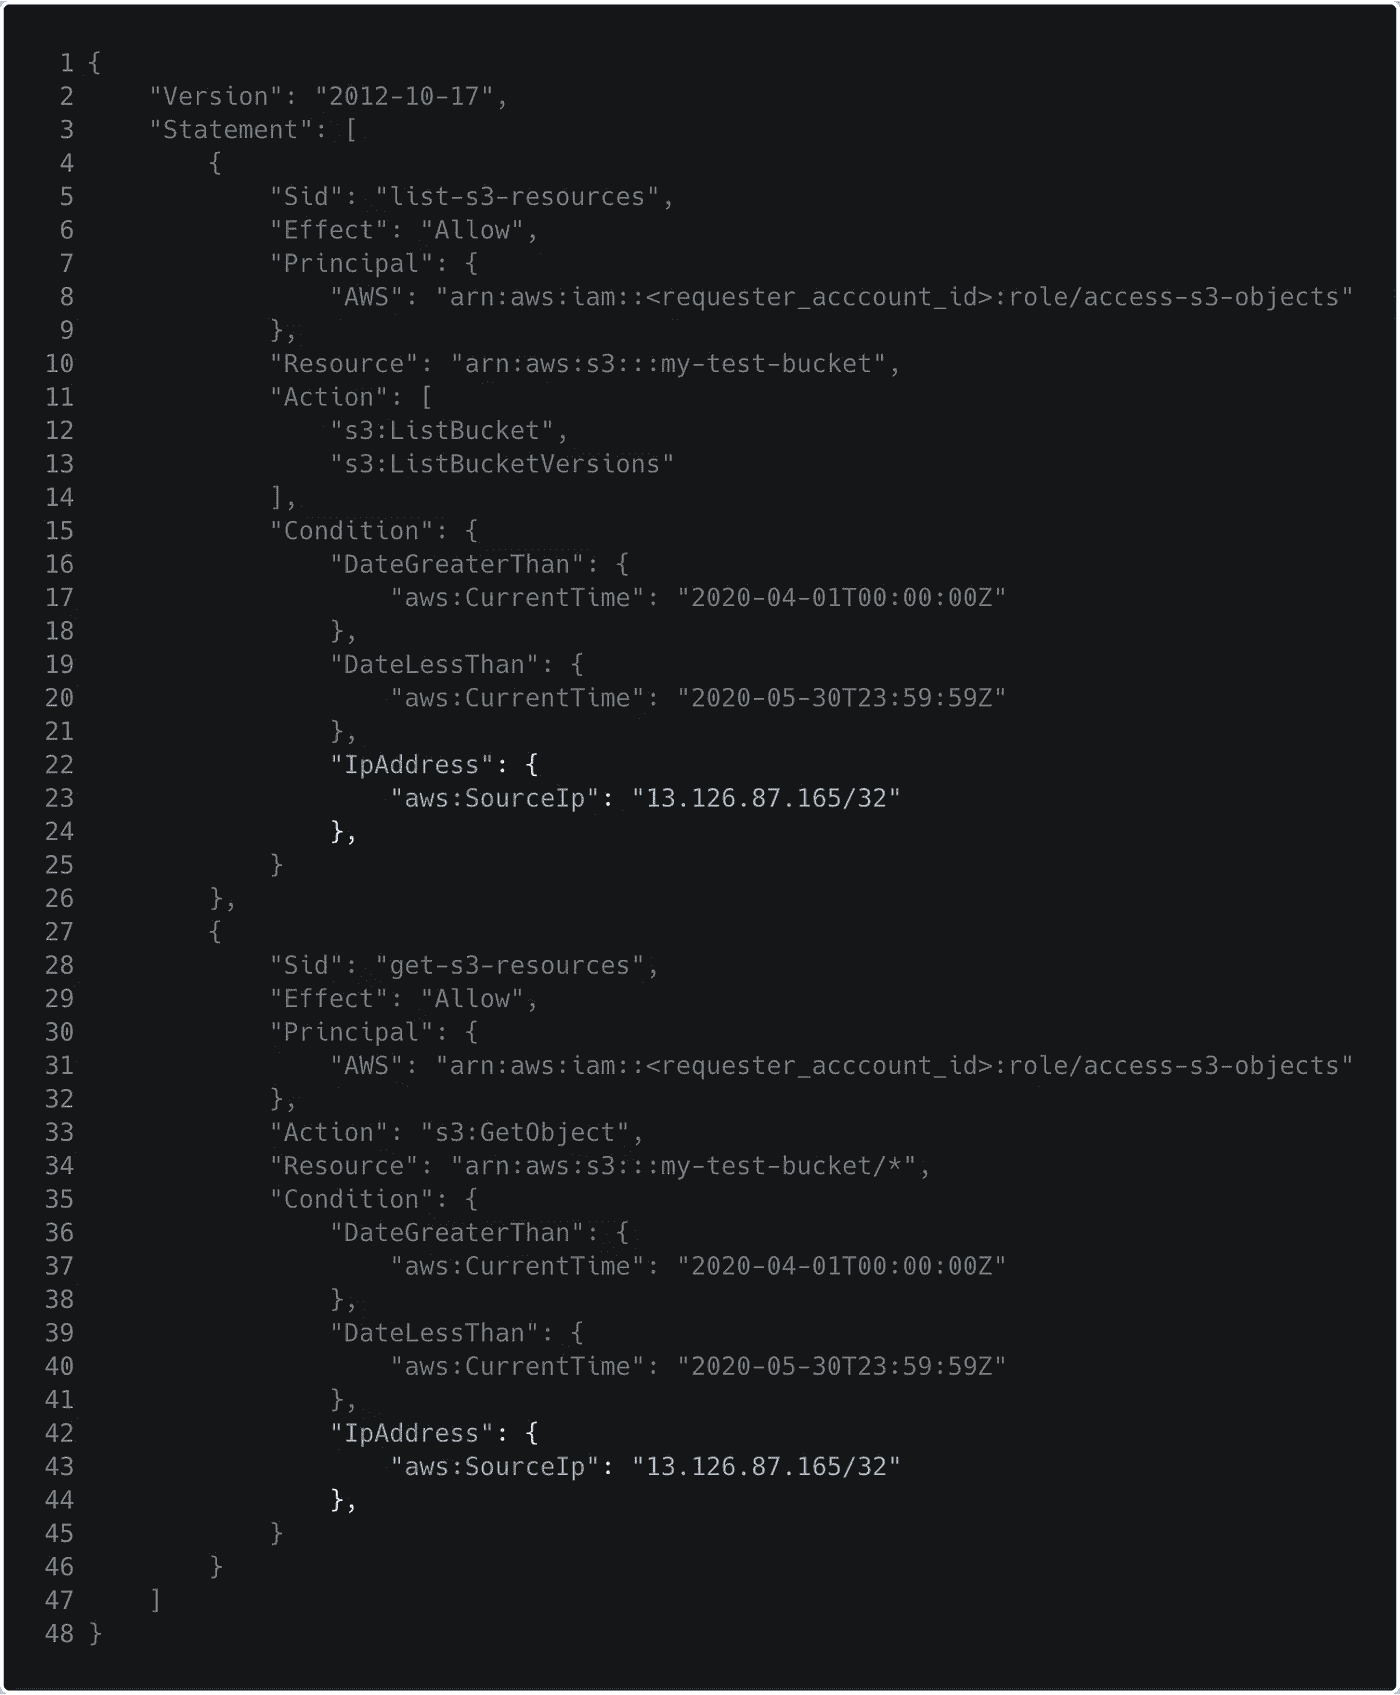 1 {
2     "Version": "2012-10-17",
3     "Statement": [
4         {
5             "Sid": "list-s3-resources",
6             "Effect": "Allow",
7             "Principal": {
8                 "AWS": "arn:aws:iam::<requester_acccount_id>:role/access-s3-objects"
9             },
10             "Resource": "arn:aws:s3:::my-test-bucket",
11             "Action": [
12                 "s3:ListBucket",
13                 "s3:ListBucketVersions"
14             ],
15             "Condition": {
16                 "DateGreaterThan": {
17                     "aws:CurrentTime": "2020-04-01T00:00:00Z"
18                 },
19                 "DateLessThan": {
20                     "aws:CurrentTime": "2020-05-30T23:59:59Z"
21                 },
22                 "IpAddress": {
23                     "aws:SourceIp": "13.126.87.165/32"
24                 },
25             }
26         },
27         {
28             "Sid": "get-s3-resources",
29             "Effect": "Allow",
30             "Principal": {
31                 "AWS": "arn:aws:iam::<requester_acccount_id>:role/access-s3-objects"
32             },
33             "Action": "s3:GetObject",
34             "Resource": "arn:aws:s3:::my-test-bucket/*",
35             "Condition": {
36                 "DateGreaterThan": {
37                     "aws:CurrentTime": "2020-04-01T00:00:00Z"
38                 },
39                 "DateLessThan": {
40                     "aws:CurrentTime": "2020-05-30T23:59:59Z"
41                 },
42                 "IpAddress": {
43                     "aws:SourceIp": "13.126.87.165/32"
44                 },
45             }
46         }
47     ]
48 }